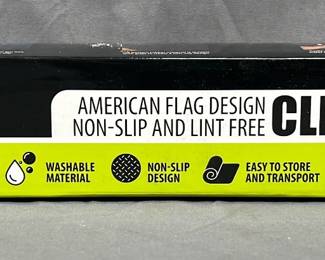 AMERICAN FLAG DESIGN
NON-SLIP AND LINT FREE
WASHABLE
MATERIAL
NON-SLIP
DESIGN
EASY TO STORE
AND TRANSPORT